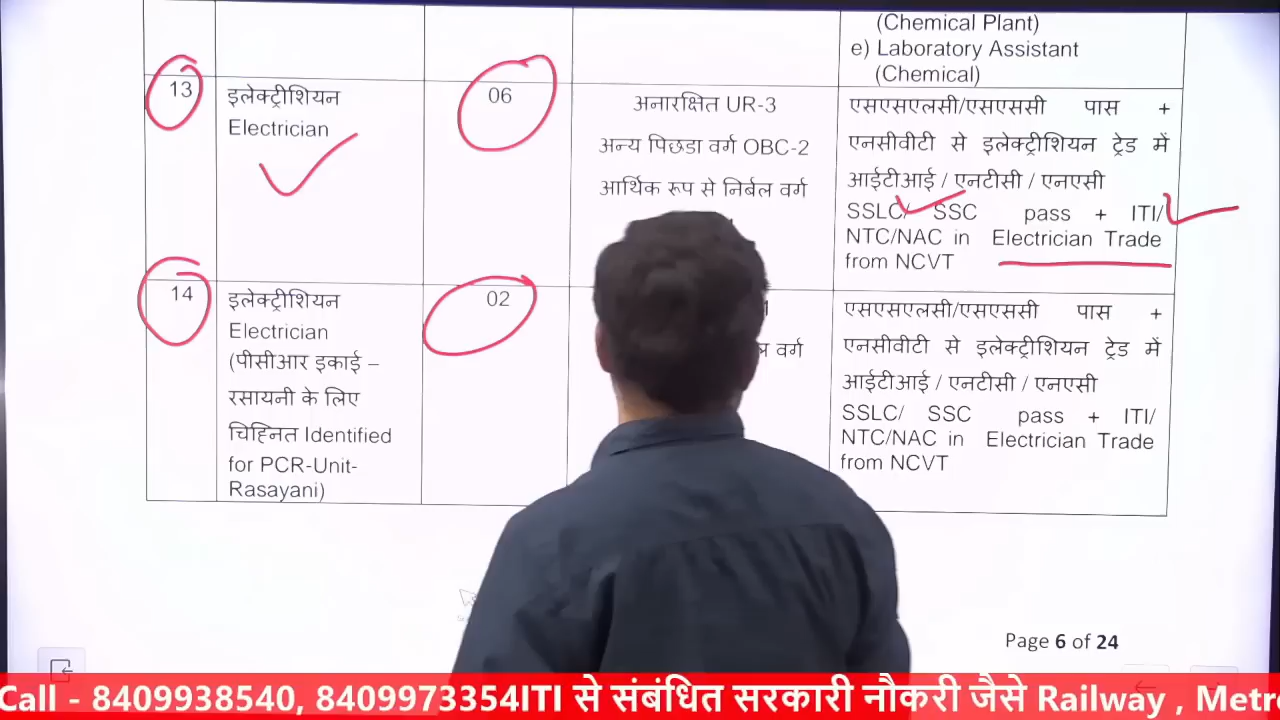 (Chemical Plant)
e) Laboratory Assistant
(Chemical)
13
इलेक्ट्रीशियन
Electrician
06
अनारक्षित UR-3
अन्य पिछडा वर्ग OBC-2
आर्थिक रूप से निर्बल वर्ग
एसएसएलसी/एसएससी पास +
एनसीवीटी से इलेक्ट्रीशियन ट्रेड में
आईटीआई / एनटीसी / एनएसी
SSLC/ SSC pass + ITI/
NTC/NAC in Electrician Trade
from NCVT
14
इलेक्ट्रीशियन
Electrician
(पीसीआर इकाई –
रसायनी के लिए
चिह्नित Identified
for PCR-Unit-
Rasayani)
02
वर्ग
एसएसएलसी/एसएससी पास +
एनसीवीटी से इलेक्ट्रीशियन ट्रेड में
आईटीआई / एनटीसी / एनएसी
SSLC/ SSC pass + ITI/
NTC/NAC in Electrician Trade
from NCVT
Page 6 of 24
Call - 8409938540, 8409973354ITI से संबंधित सरकारी नौकरी जैसे Railway , Metr